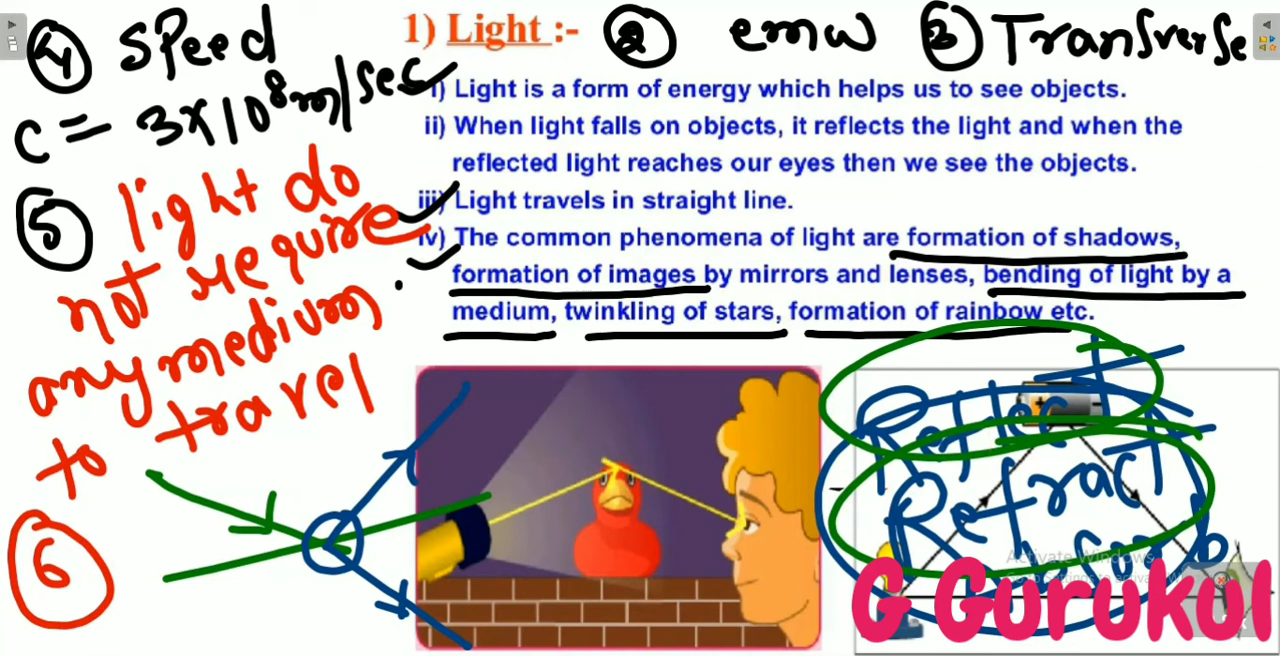 1) Light :-
② emw
③ Transverse
④ Speed
c = 3×10⁸ m/sec
i) Light is a form of energy which helps us to see objects.
ii) When light falls on objects, it reflects the light and when the
reflected light reaches our eyes then we see the objects.
iii) Light travels in straight line.
iv) The common phenomena of light are formation of shadows,
formation of images by mirrors and lenses, bending of light by a
medium, twinkling of stars, formation of rainbow etc.
⑤ light do
not require
any medium
to travel
⑥
Reflect
Refract
Activate Windows
G Gurukul